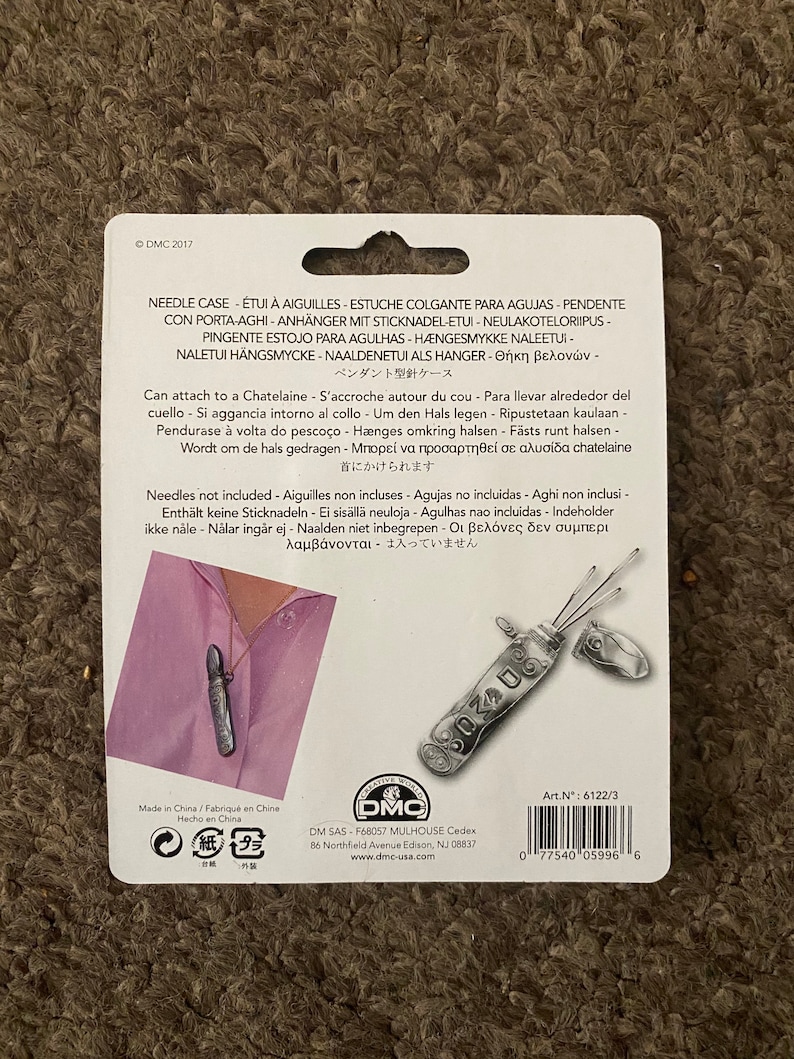 © DMC 2017
NEEDLE CASE - ÉTUI À AIGUILLES - ESTUCHE COLGANTE PARA AGUJAS - PENDENTE
CON PORTA-AGHI - ANHÄNGER MIT STICKNADEL-ETUI - NEULAKOTELORIIPUS -
PINGENTE ESTOJO PARA AGULHAS - HÆNGESMYKKE NALEETUI -
NALETUI HÄNGSMYCKE - NAALDENETUI ALS HANGER - Θήκη βελονών -
ペンダント型針ケース
Can attach to a Chatelaine - S'accroche autour du cou - Para llevar alrededor del
cuello - Si aggancia intorno al collo - Um den Hals legen - Ripustetaan kaulaan -
Pendurase à volta do pescoço - Hænges omkring halsen - Fästs runt halsen -
Wordt om de hals gedragen - Μπορεί να προσαρτηθεί σε αλυσίδα chatelaine
首にかけられます
Needles not included - Aiguilles non incluses - Agujas no incluidas - Aghi non inclusi -
Enthält keine Sticknadeln - Ei sisällä neuloja - Agulhas nao incluidas - Indeholder
ikke nåle - Nålar ingår ej - Naalden niet inbegrepen - Οι βελόνες δεν συμπερι
λαμβάνονται - は入っていません
DMC
CREATIVE WORLD
DMC
Made in China / Fabriqué en Chine
Hecho en China
紙
プラ
:台紙
:外装
DM SAS - F68057 MULHOUSE Cedex
86 Northfield Avenue Edison, NJ 08837
www.dmc-usa.com
Art.N° : 6122/3
0 77540 05996 6